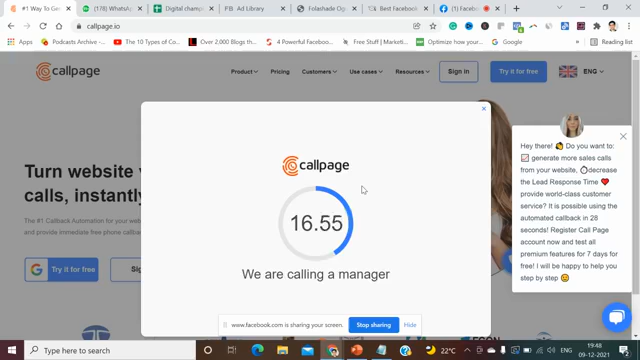 #1 Way To Ge
(178) WhatsA
Digital champ
Ad Library
Folashade Op
Best Facebook
(1) Facebook
callpage.io
Apps
Podcasts Archive -...
The 10 Types of Co...
Over 2,000 Blogs th...
4 Powerful Facebo...
Free Stuff | Marketi...
Optimize how your...
Google
Reading list
callpage
Product
Pricing
Customers
Use cases
Resources
Sign In
Try it for free
ENG
Turn website v
calls, instantly
The #1 Callback Automation for your webs
and provide immediate free phone
Try it for free
Sig
callpage
16.55
We are calling a manager
Hey there! 🙋 Do you want to:
📈 generate more sales calls
from your website, ⏱decrease
the Lead Response Time ❤
provide world-class customer
service? It is possible using the
automated callback in 28
seconds! Register Call Page
account now and test all
premium features for 7 days for
free! I will be happy to help you
step by step 😊
www.facebook.com is sharing your screen.
Stop sharing
Hide
Type here to search
22°C
ENG
19:48
09-12-2021